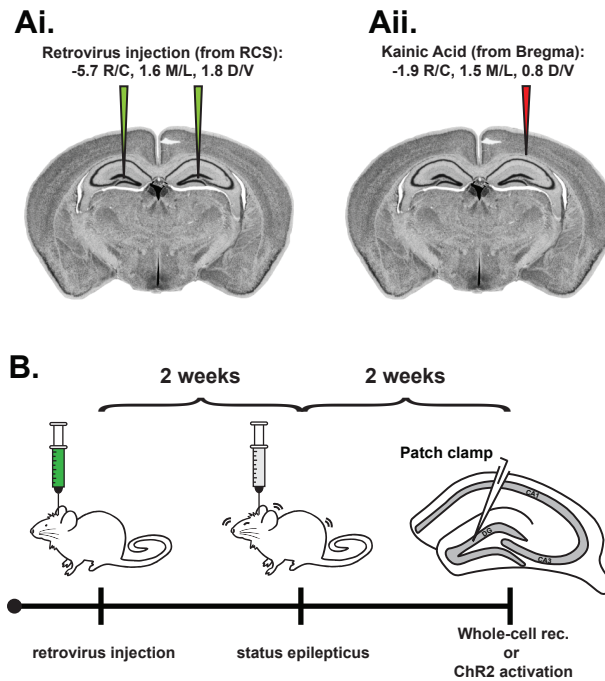 Ai.
Retrovirus injection (from RCS):
-5.7 R/C, 1.6 M/L, 1.8 D/V
Aii.
Kainic Acid (from Bregma):
-1.9 R/C, 1.5 M/L, 0.8 D/V
B.
2 weeks
2 weeks
Patch clamp
CA1
DG
CA3
retrovirus injection
status epilepticus
Whole-cell rec.
or
ChR2 activation